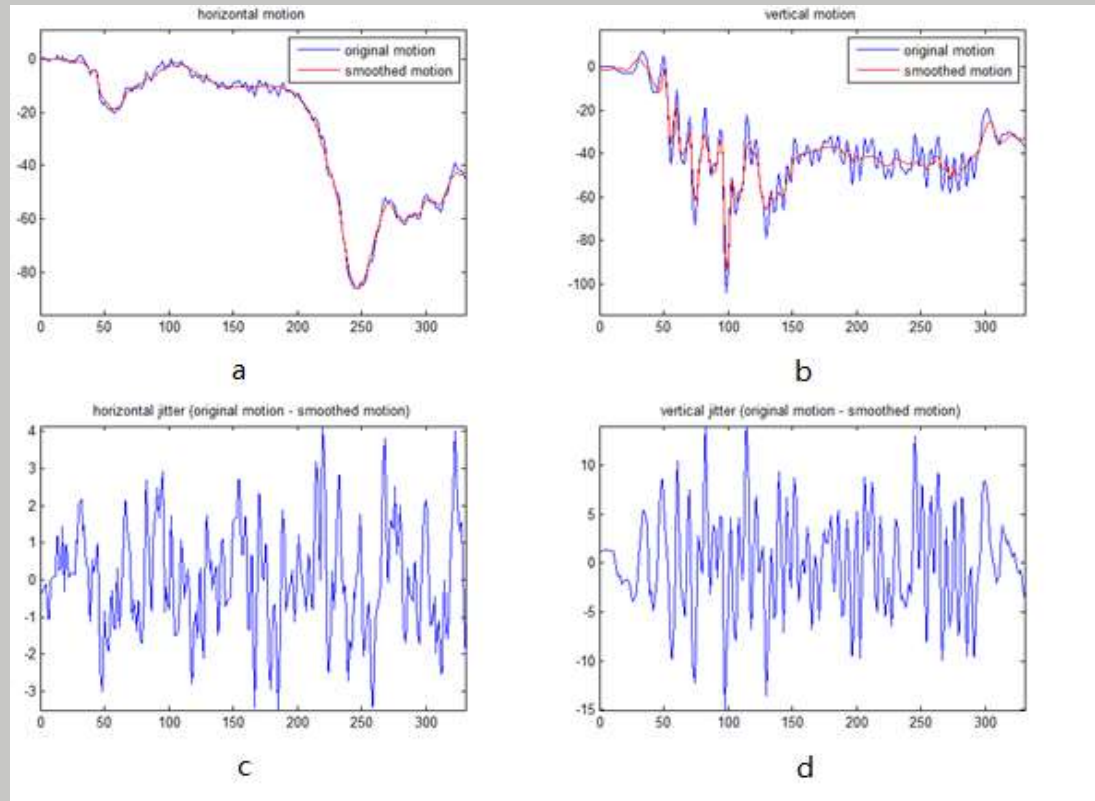 horizontal motion
original motion
smoothed motion
0
-20
-40
-60
-80
0 50 100 150 200 250 300
a
vertical motion
original motion
smoothed motion
0
-20
-40
-60
-80
-100
0 50 100 150 200 250 300
b
horizontal jitter (original motion - smoothed motion)
4
3
2
1
0
-1
-2
-3
0 50 100 150 200 250 300
c
vertical jitter (original motion - smoothed motion)
10
5
0
-5
-10
-15
0 50 100 150 200 250 300
d